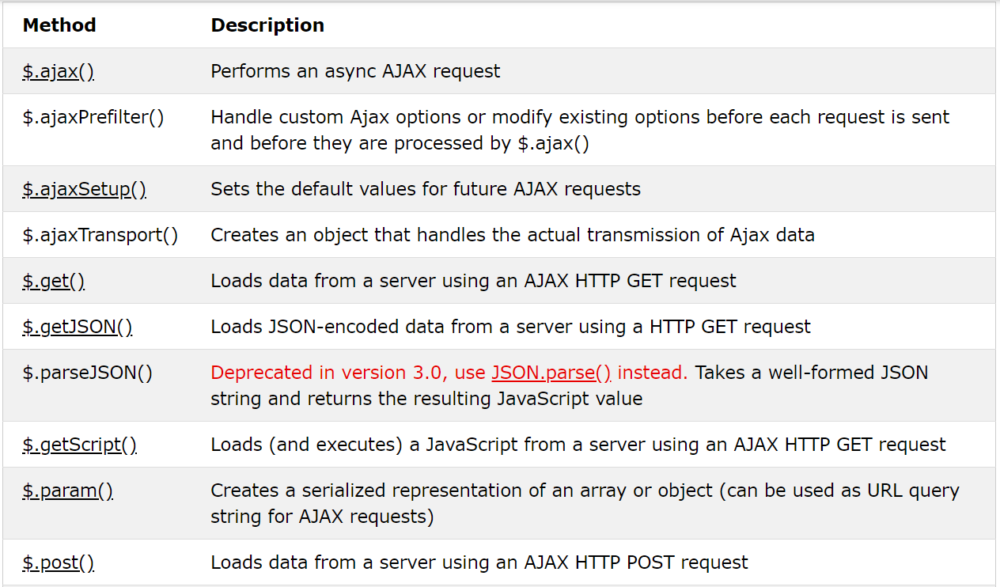 Method Description
$.ajax() Performs an async AJAX request
$.ajaxPrefilter() Handle custom Ajax options or modify existing options before each request is sent
and before they are processed by $.ajax()
$.ajaxSetup() Sets the default values for future AJAX requests
$.ajaxTransport() Creates an object that handles the actual transmission of Ajax data
$.get() Loads data from a server using an AJAX HTTP GET request
$.getJSON() Loads JSON-encoded data from a server using a HTTP GET request
$.parseJSON() Deprecated in version 3.0, use JSON.parse() instead. Takes a well-formed JSON
string and returns the resulting JavaScript value
$.getScript() Loads (and executes) a JavaScript from a server using an AJAX HTTP GET request
$.param() Creates a serialized representation of an array or object (can be used as URL query
string for AJAX requests)
$.post() Loads data from a server using an AJAX HTTP POST request